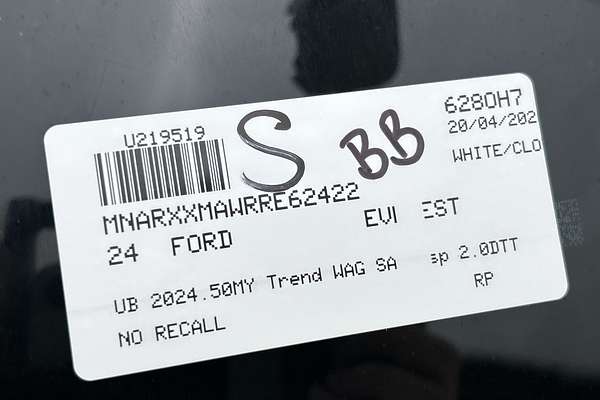 U219519
S
BB
628OH7
20/04/202
WHITE/CLO
MNARXXMAWRRE62422
24 FORD
EVI EST
UB 2024.50MY Trend WAG SA sp 2.0DTT
RP
NO RECALL